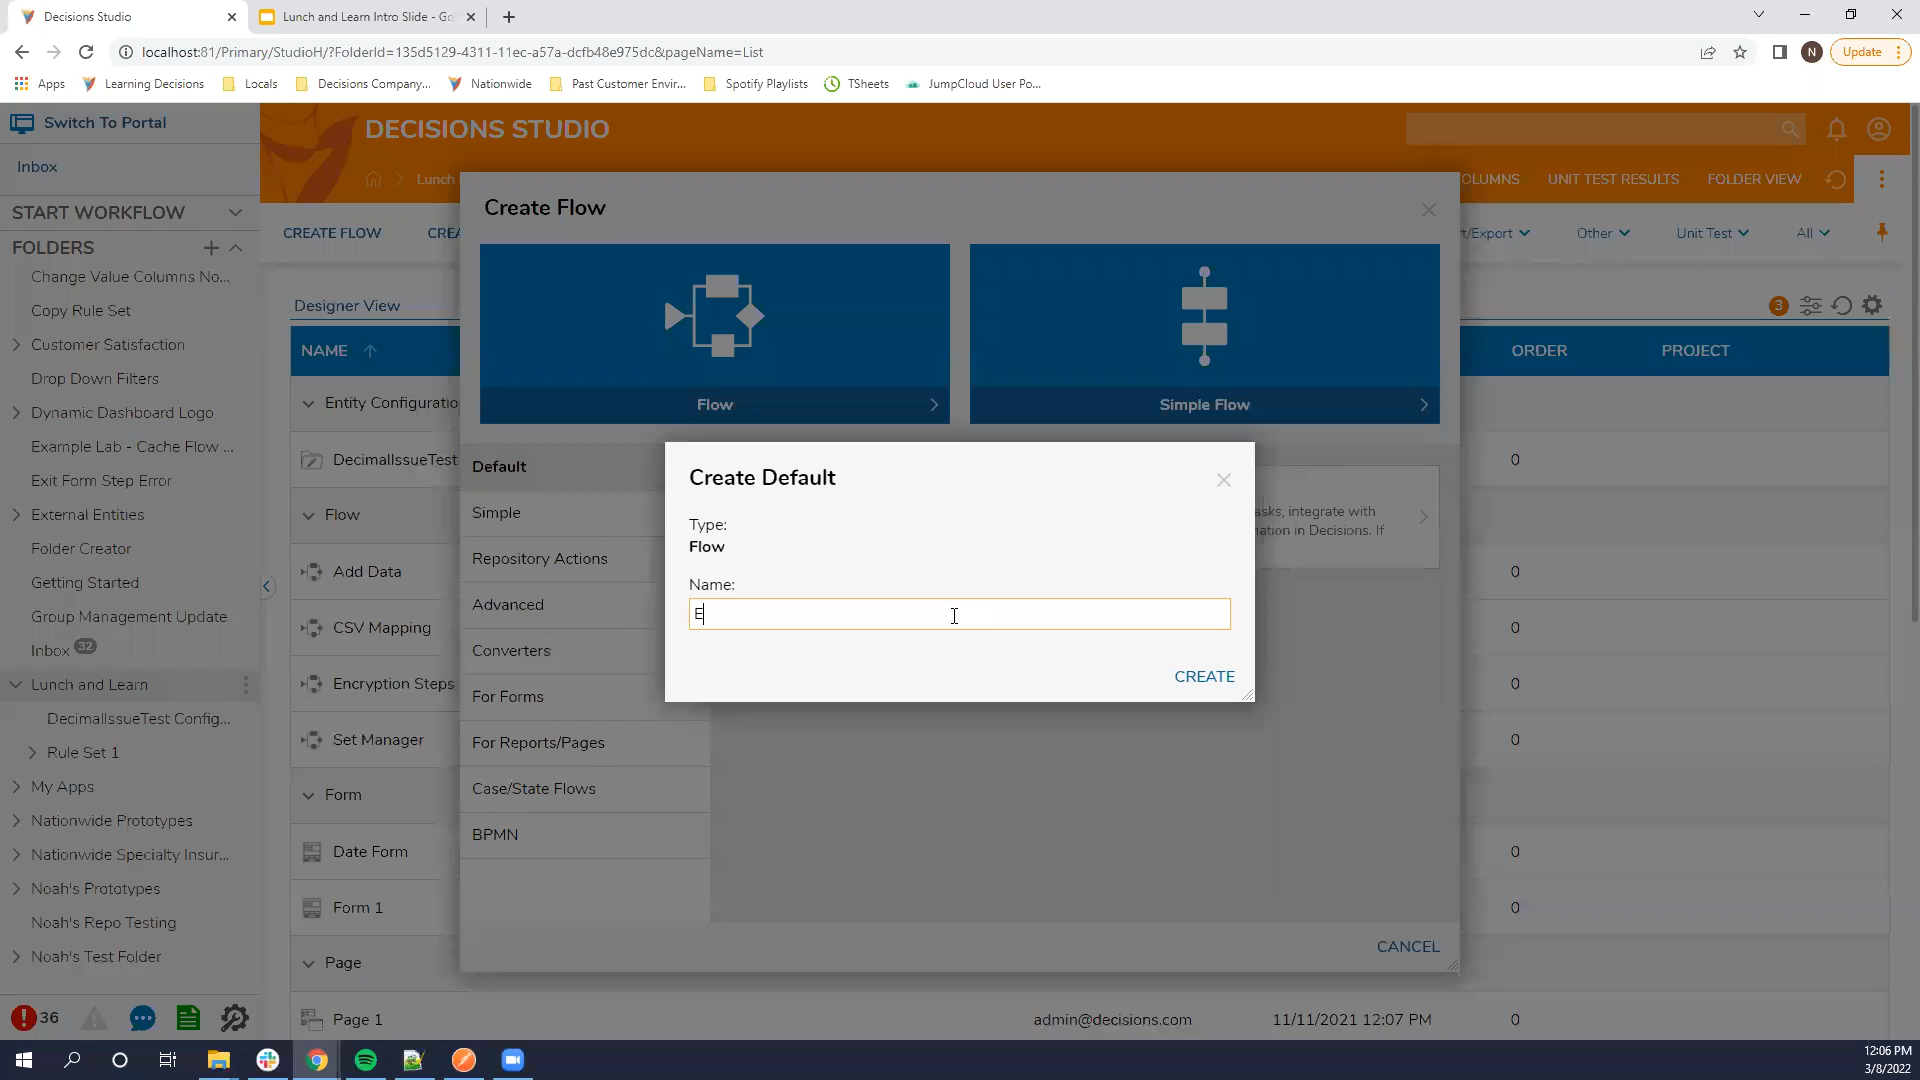 Decisions Studio
Lunch and Learn Intro Slide - Go
localhost:81/Primary/StudioH/?FolderId=135d5129-4311-11ec-a57a-dcfb48e975dc&pageName=List
N
Update
Apps
Learning Decisions
Locals
Decisions Company...
Nationwide
Past Customer Envir...
Spotify Playlists
TSheets
JumpCloud User Po...
Switch To Portal
DECISIONS STUDIO
Inbox
Lunch
OLUMNS
UNIT TEST RESULTS
FOLDER VIEW
START WORKFLOW
FOLDERS
CREATE FLOW
CREA
rt/Export
Other
Unit Test
All
Change Value Columns No...
Copy Rule Set
Customer Satisfaction
Drop Down Filters
Dynamic Dashboard Logo
Example Lab - Cache Flow ...
Exit Form Step Error
External Entities
Folder Creator
Getting Started
Group Management Update
Inbox 32
Lunch and Learn
DecimalIssueTest Config...
Rule Set 1
My Apps
Nationwide Prototypes
Nationwide Specialty Insur...
Noah's Prototypes
Noah's Repo Testing
Noah's Test Folder
36
Designer View
3
NAME
ORDER
PROJECT
Entity Configuratio
DecimalIssueTest
0
Flow
Add Data
0
CSV Mapping
0
Encryption Steps
0
Set Manager
0
Form
Date Form
0
Form 1
0
Page
Page 1
admin@decisions.com
11/11/2021 12:07 PM
0
Create Flow
Flow
Simple Flow
Default
Simple
Repository Actions
Advanced
Converters
For Forms
For Reports/Pages
Case/State Flows
BPMN
asks, integrate with
nation in Decisions. If
CANCEL
Create Default
Type:
Flow
Name:
E
CREATE
12:06 PM
3/8/2022